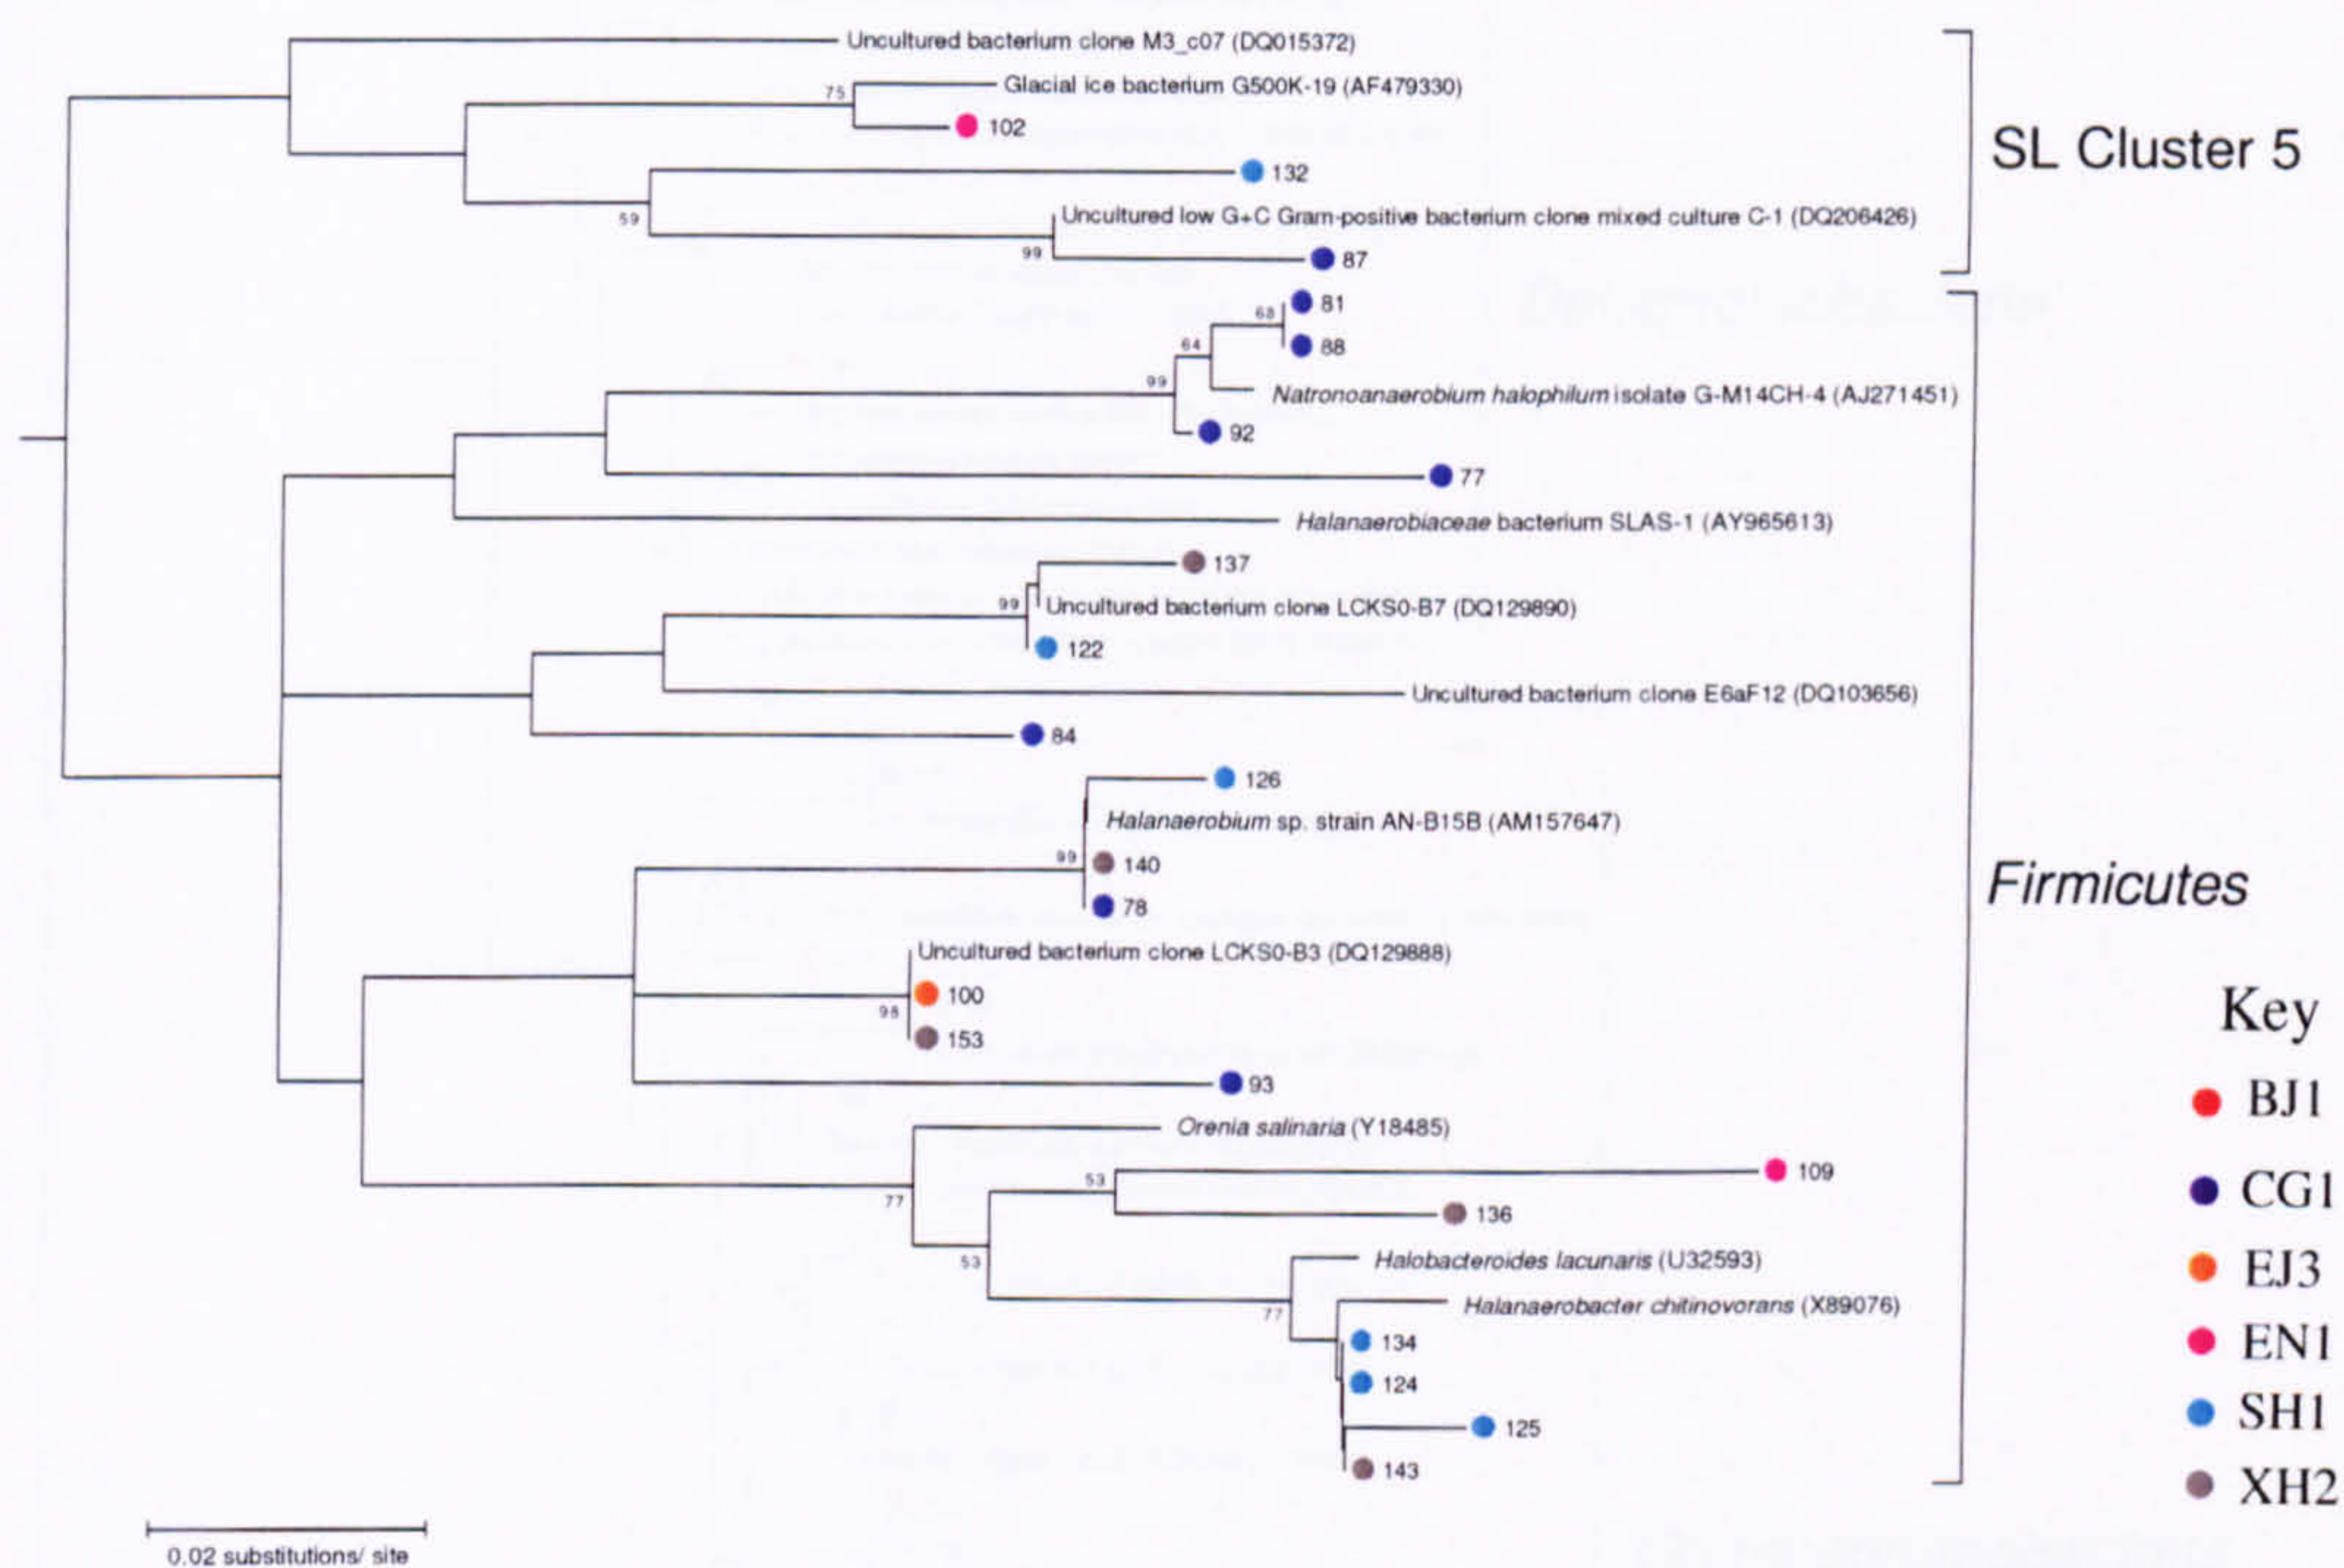 Uncultured bacterium clone M3_c07 (DQ015372)
75
Glacial ice bacterium G500K-19 (AF479330)
102
SL Cluster 5
132
59
Uncultured low G+C Gram-positive bacterium clone mixed culture C-1 (DQ206426)
99
87
81
68
88
64
99
Natronoanaerobium halophilum isolate G-M14CH-4 (AJ271451)
92
77
Halanaerobiaceae bacterium SLAS-1 (AY965613)
137
99
Uncultured bacterium clone LCKS0-B7 (DQ129890)
122
Uncultured bacterium clone E6aF12 (DQ103656)
84
126
Halanaerobium sp. strain AN-B15B (AM157647)
99
140
78
Firmicutes
Uncultured bacterium clone LCKS0-B3 (DQ129888)
100
98
153
93
Orenia salinaria (Y18485)
109
53
77
136
53
Halobacteroides lacunaris (U32593)
77
Halanaerobacter chitinovorans (X89076)
134
124
125
143
Key
BJ1
CG1
EJ3
EN1
SH1
XH2
0.02 substitutions/ site